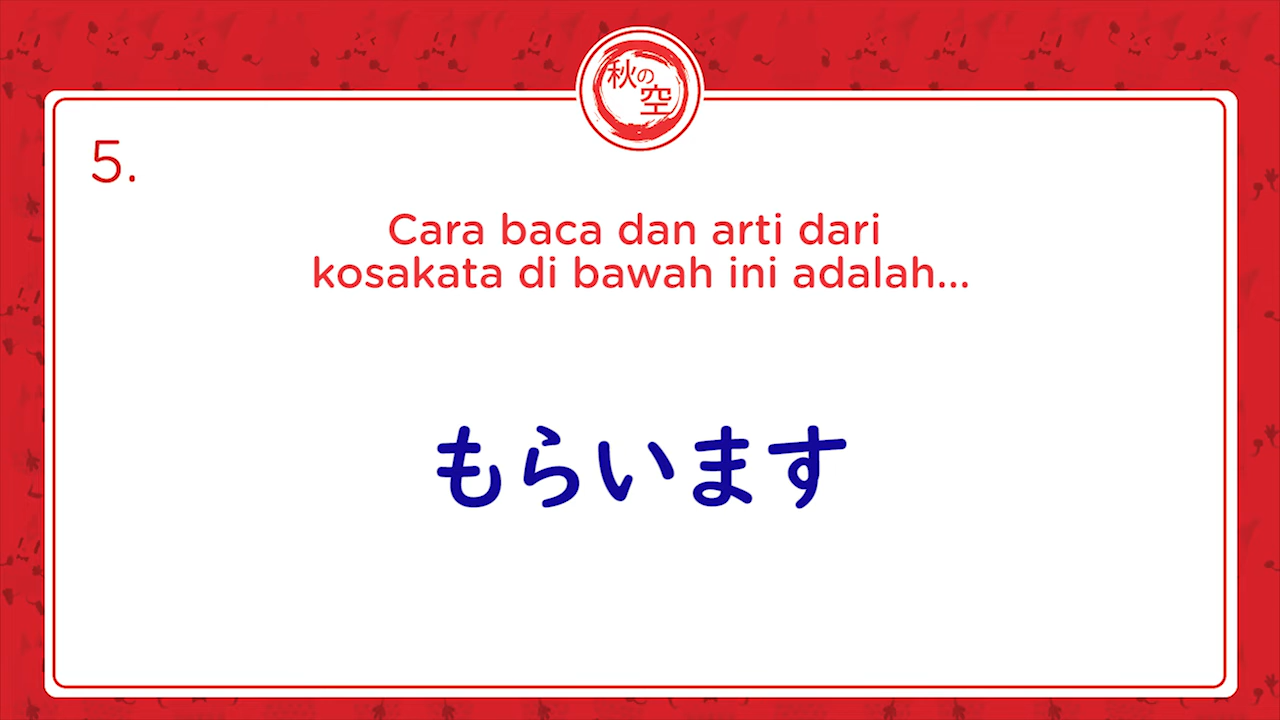 秋の
空
5.
Cara baca dan arti dari
kosakata di bawah ini adalah...
もらいます